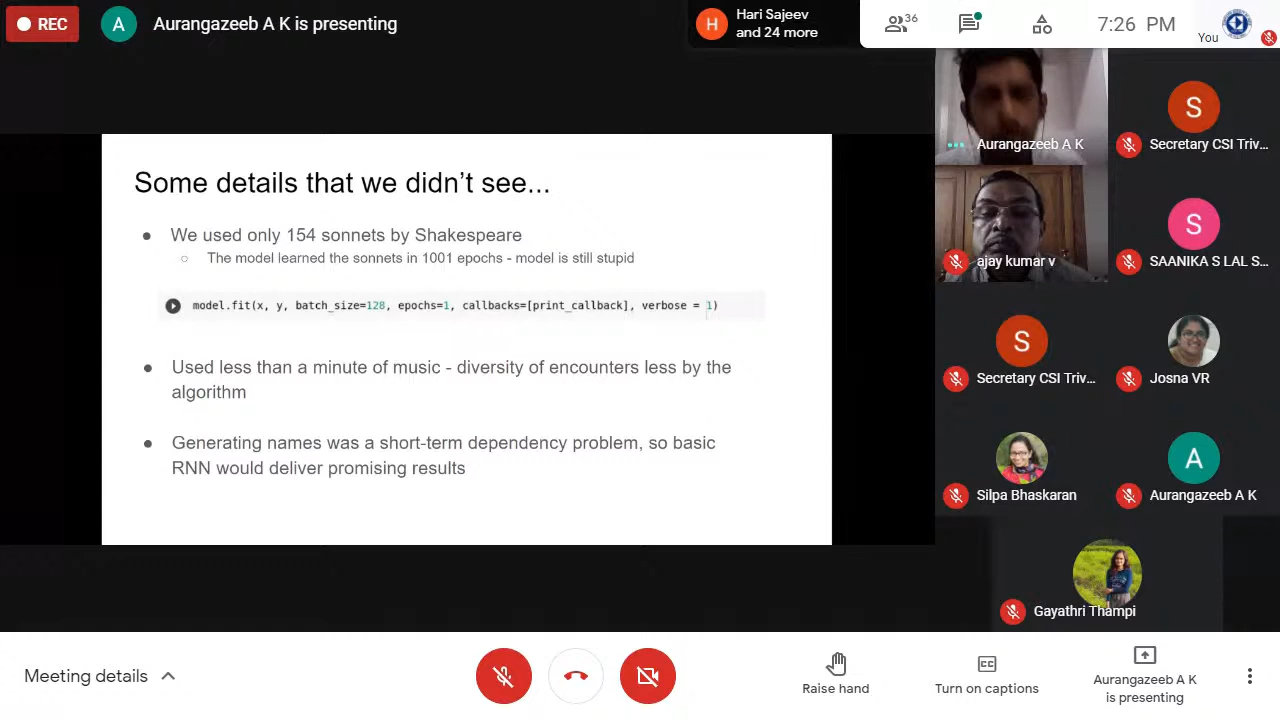 REC
A
Aurangazeeb A K is presenting
H
Hari Sajeev
and 24 more
36
7:26 PM
You
Some details that we didn't see...
We used only 154 sonnets by Shakespeare
The model learned the sonnets in 1001 epochs - model is still stupid
model.fit(x, y, batch_size=128, epochs=1, callbacks=[print_callback], verbose = 1)
Used less than a minute of music - diversity of encounters less by the
algorithm
Generating names was a short-term dependency problem, so basic
RNN would deliver promising results
Aurangazeeb A K
S
Secretary CSI Triv...
ajay kumar v
S
SAANIKA S LAL S...
S
Secretary CSI Triv...
Josna VR
Silpa Bhaskaran
A
Aurangazeeb A K
Gayathri Thampi
Meeting details
Raise hand
CC
Turn on captions
Aurangazeeb A K
is presenting